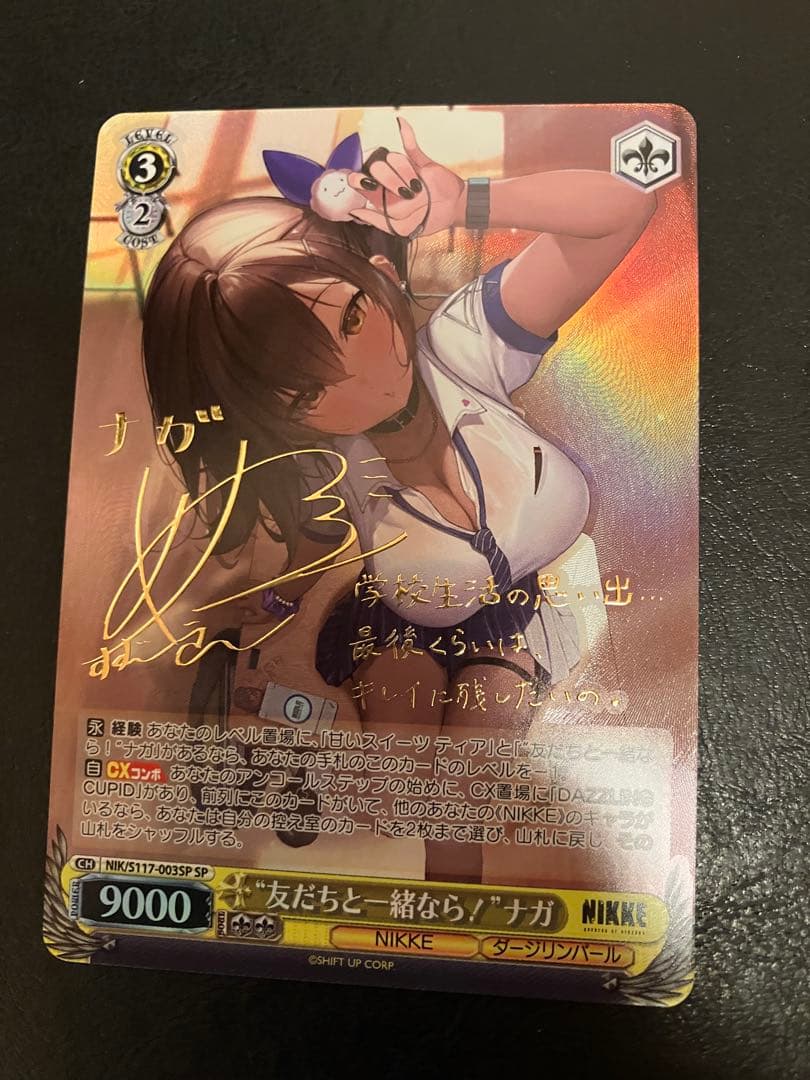 LEVEL
3
2
COST
ナガ
学校生活の思い出…
最後くらいは、
キレイに残したいの。
永 経験 あなたのレベル置場に、「甘いスイーツ ティア」と「“友だちと一緒な
ら!”ナガ」があるなら、あなたの手札のこのカードのレベルを-1。
自 CXコンボ あなたのアンコールステップの始めに、CX置場に「DAZZLING
CUPID」があり、前列にこのカードがいて、他のあなたの《NIKKE》のキャラが
いるなら、あなたは自分の控え室のカードを2枚まで選び、山札に戻し、その
山札をシャッフルする。
CH NIK/S117-003SP SP
POWER 9000
SOUL
“友だちと一緒なら!”ナガ
NIKKE
NIKKE
ダージリンパール
©SHIFT UP CORP